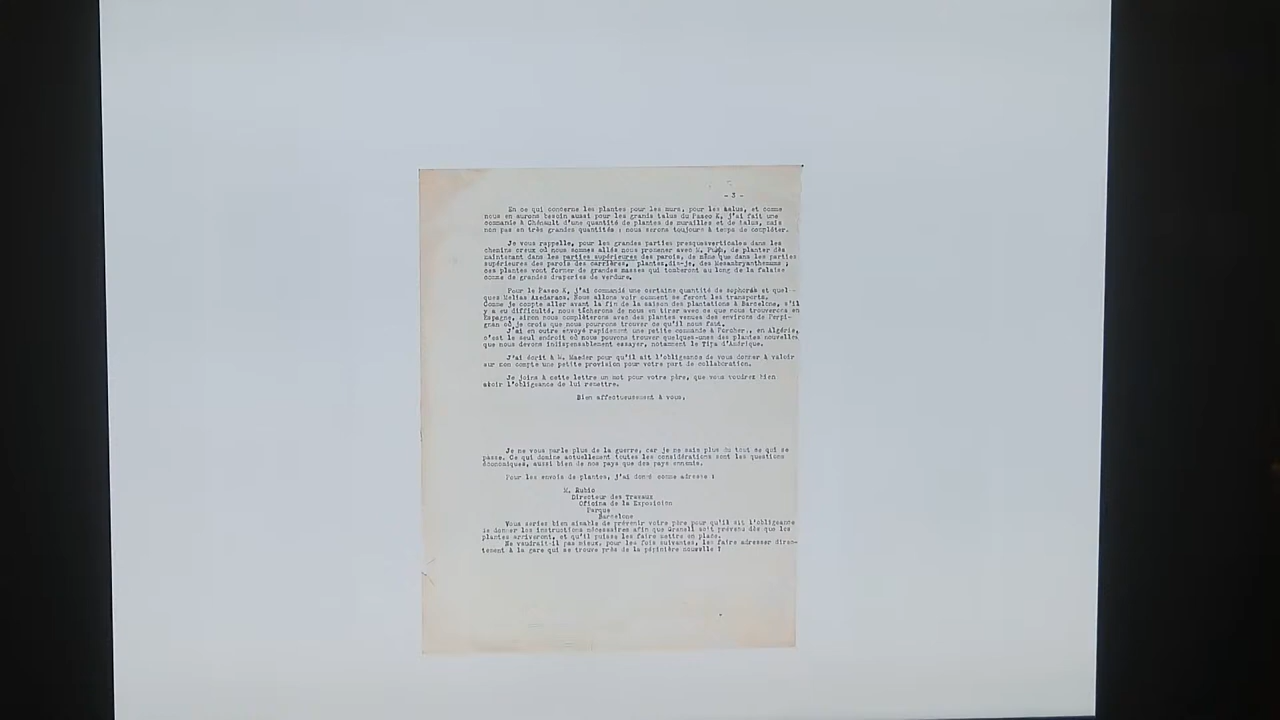 - 3 -
En ce qui concerne les plantes pour les murs, pour les talus, et comme
nous en aurons besoin aussi pour les grands talus du Paseo K, j'ai fait une
commande à Chénault d'une quantité de plantes de murailles et de talus, mais
non pas en très grandes quantités ; nous serons toujours à temps de compléter.
Je vous rappelle, pour les grandes parties presque verticales dans les
chemins creux où nous sommes allés nous promener avec M. de planter dès
maintenant dans les parties supérieures des parois, de même que dans les parties
supérieures des parois des carrières, plantez, dis-je, des Mesembryanthemums ;
ces plantes vont former de grandes masses qui tomberont au long de la falaise
comme de grandes draperies de verdure.
Pour le Paseo K, j'ai commandé une certaine quantité de sophoras et quel-
ques Melias Azedarach. Nous allons voir comment se feront les transports.
Comme je compte aller avant la fin de la saison des plantations à Barcelone, s'il
y a eu difficulté, nous tâcherons de nous en tirer avec ce que nous trouverons en
Espagne, sinon nous complèterons avec des plantes venues des environs de Perpi-
gnan où je crois que nous pourrons trouver ce qu'il nous faut.
J'ai en outre envoyé rapidement une petite commande à Porcher, en Algérie,
c'est le seul endroit où nous pouvons trouver quelques-unes des plantes nouvelles
que nous devons indispensablement essayer, notamment le Tipa d'Amérique.
J'ai écrit à M. Maeder pour qu'il ait l'obligeance de vous donner à valoir
sur son compte une petite provision pour votre part de collaboration.
Je joins à cette lettre un mot pour votre père, que vous voudrez bien
avoir l'obligeance de lui remettre.
Bien affectueusement à vous.
Je ne vous parle plus de la guerre, car je ne sais plus du tout ce qui se
passe. Ce qui domine actuellement toutes les considérations sont les questions
économiques, aussi bien de nos pays que des pays ennemis.
Pour les envois de plantes, j'ai donné comme adresse :
M. Rubio
Directeur des Travaux
Oficina de la Exposicion
Parque
Barcelone
Vous seriez bien aimable de prévenir votre père pour qu'il ait l'obligeance
de donner les instructions nécessaires afin que soit prévenu dès que les
plantes arriveront, et qu'il puisse les faire mettre en place.
Ne vaudrait-il pas mieux, pour les fois suivantes, les faire adresser direc-
tement à la gare qui se trouve près de la pépinière nouvelle ?